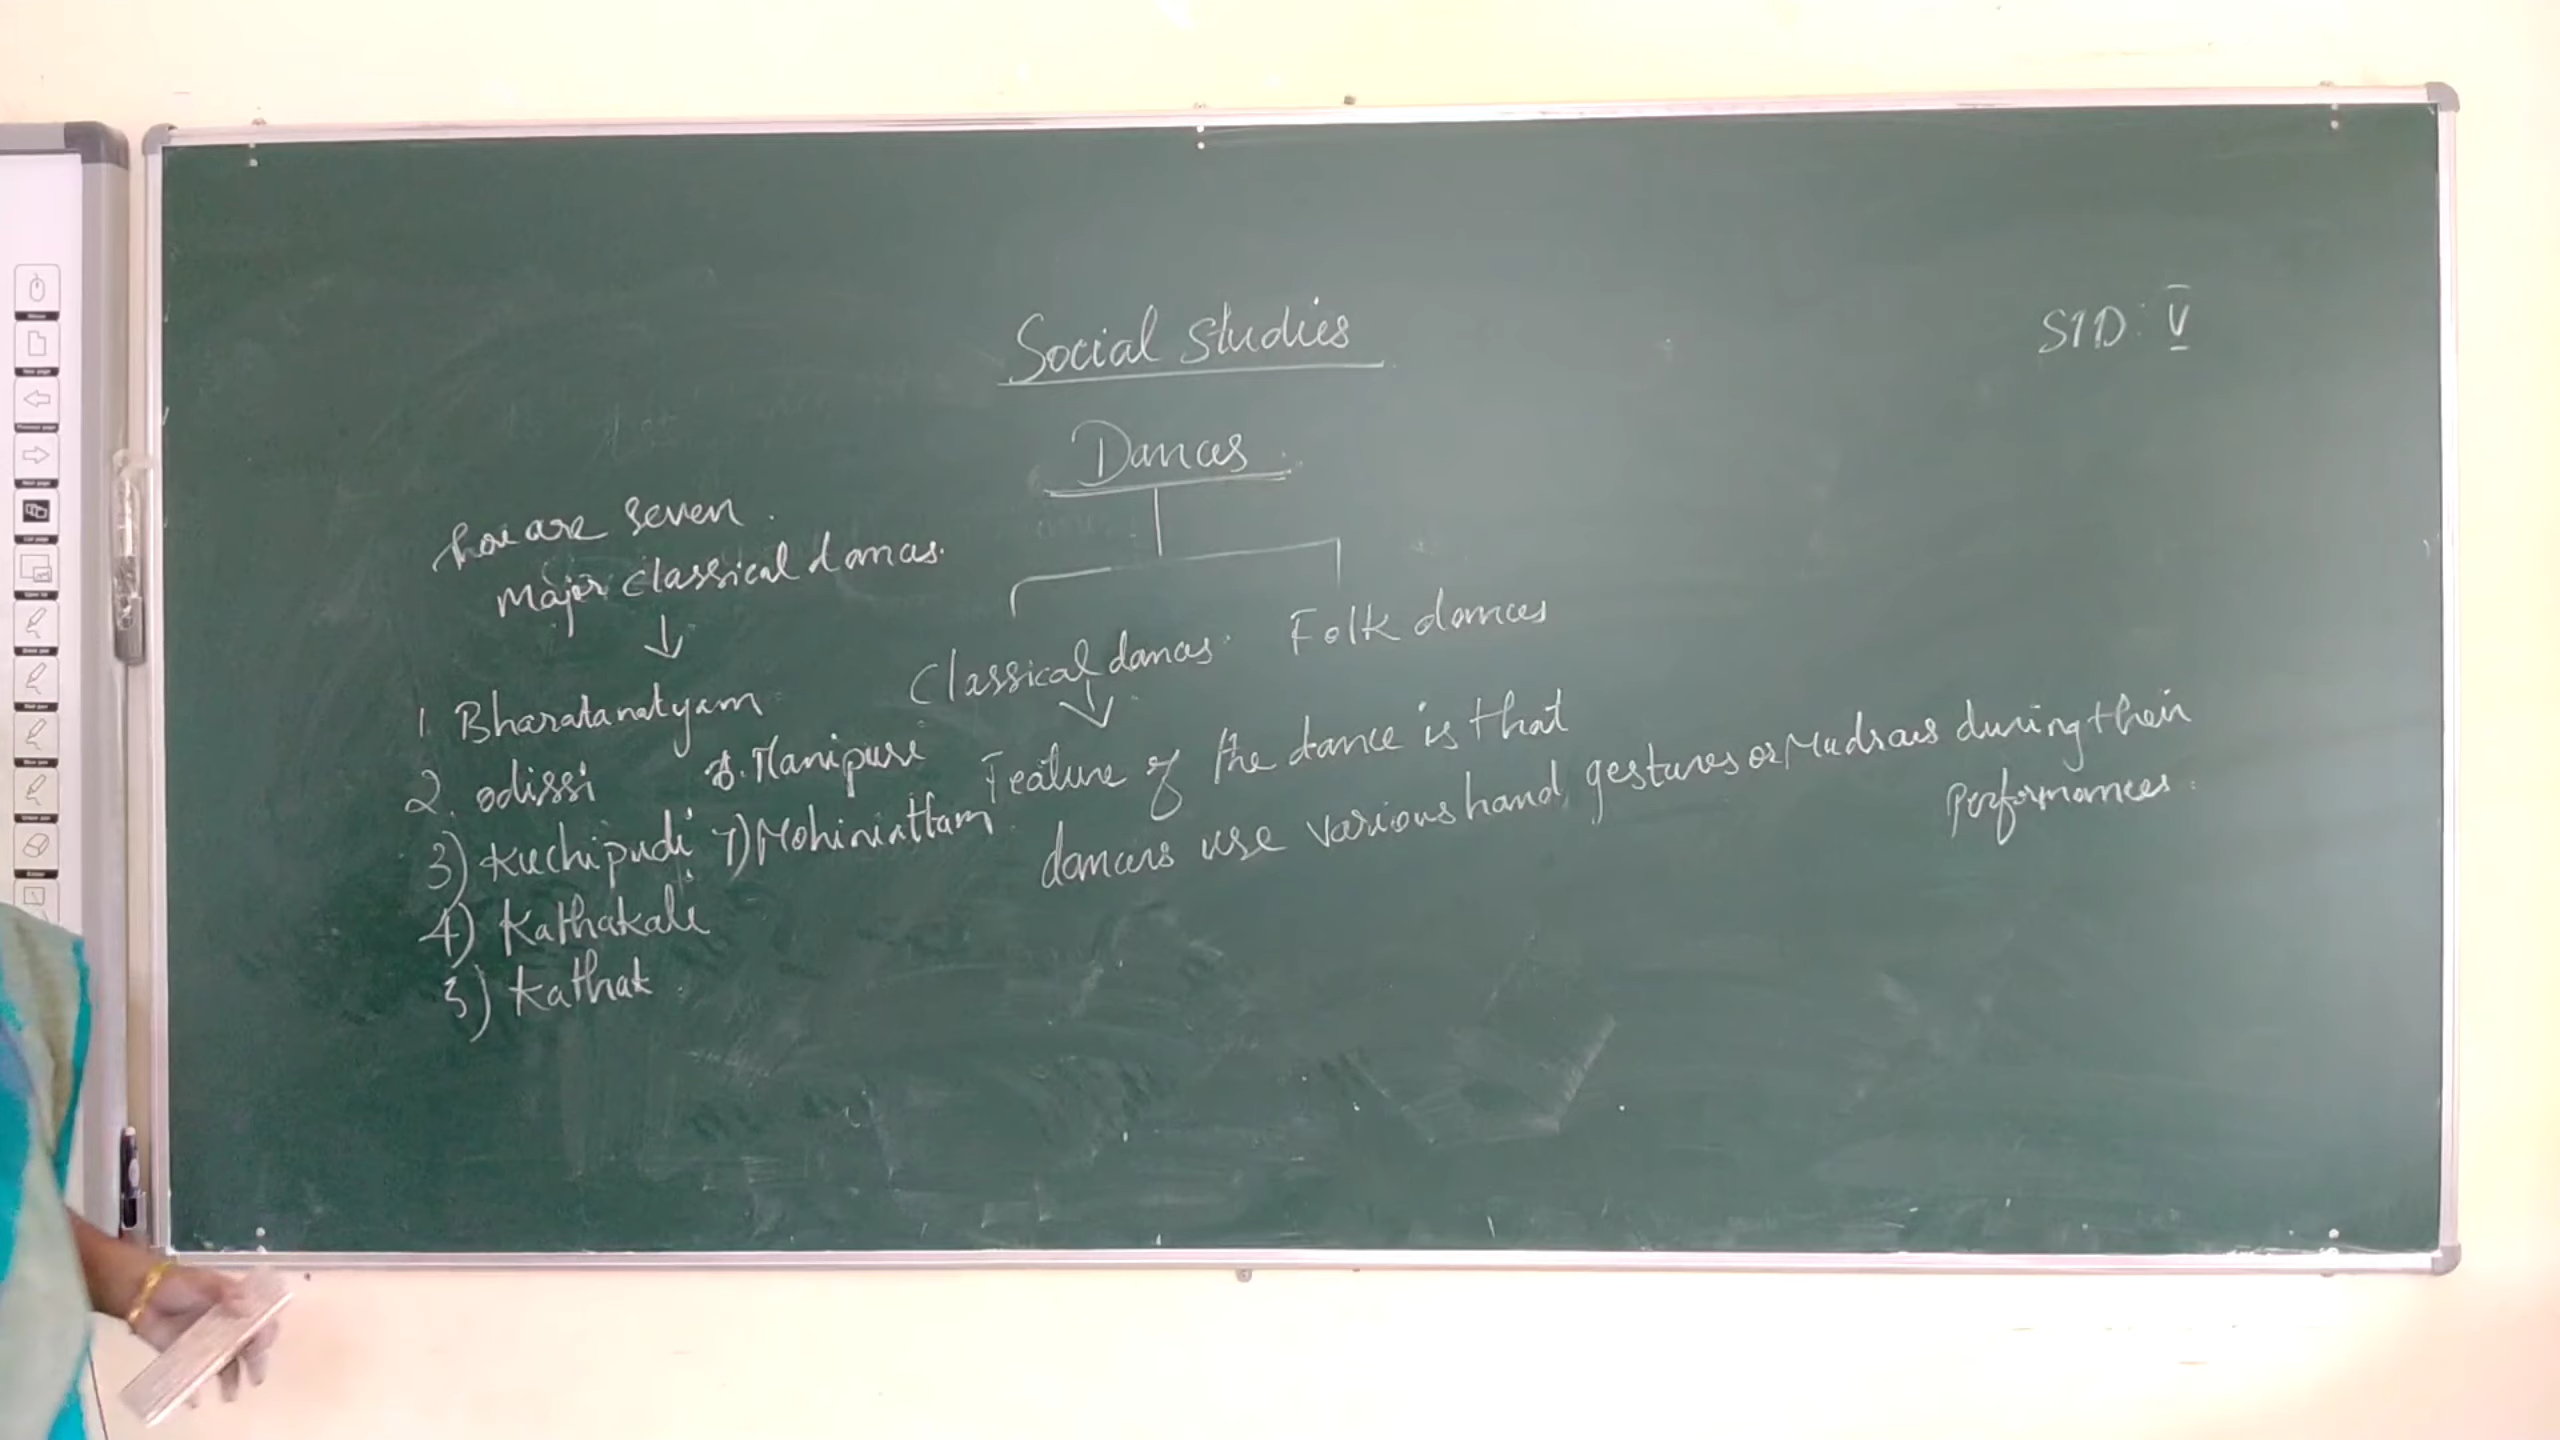 Social Studies
STD: V
Dances
There are seven
Major classical dances.
Classical dances. Folk dances
1. Bharatanatyam
2. odissi
3) Kuchipudi
4) Kathakali
5) Kathak
6. Manipuri
7) Mohiniattam
Feature of the dance is that
dancers use various hand gestures or Mudraas during their
Performances.